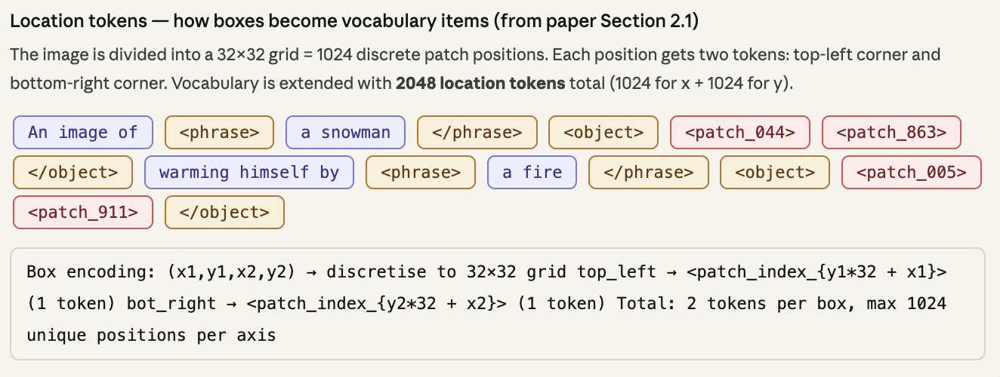 Location tokens — how boxes become vocabulary items (from paper Section 2.1)
The image is divided into a 32×32 grid = 1024 discrete patch positions. Each position gets two tokens: top-left corner and
bottom-right corner. Vocabulary is extended with 2048 location tokens total (1024 for x + 1024 for y).
An image of <phrase> a snowman </phrase> <object> <patch_044> <patch_863>
</object> warming himself by <phrase> a fire </phrase> <object> <patch_005>
<patch_911> </object>
Box encoding: (x1,y1,x2,y2) → discretise to 32×32 grid top_left → <patch_index_{y1*32 + x1}>
(1 token) bot_right → <patch_index_{y2*32 + x2}> (1 token) Total: 2 tokens per box, max 1024
unique positions per axis